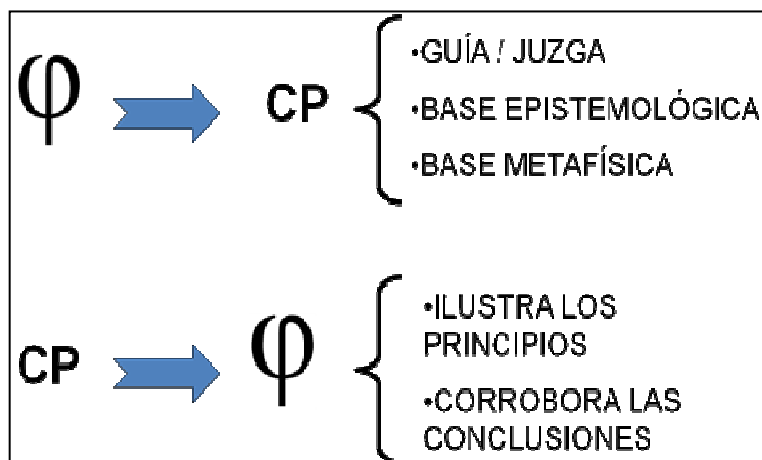 φ CP
•GUÍA / JUZGA
•BASE EPISTEMOLÓGICA
•BASE METAFÍSICA
CP φ
•ILUSTRA LOS
PRINCIPIOS
•CORROBORA LAS
CONCLUSIONES